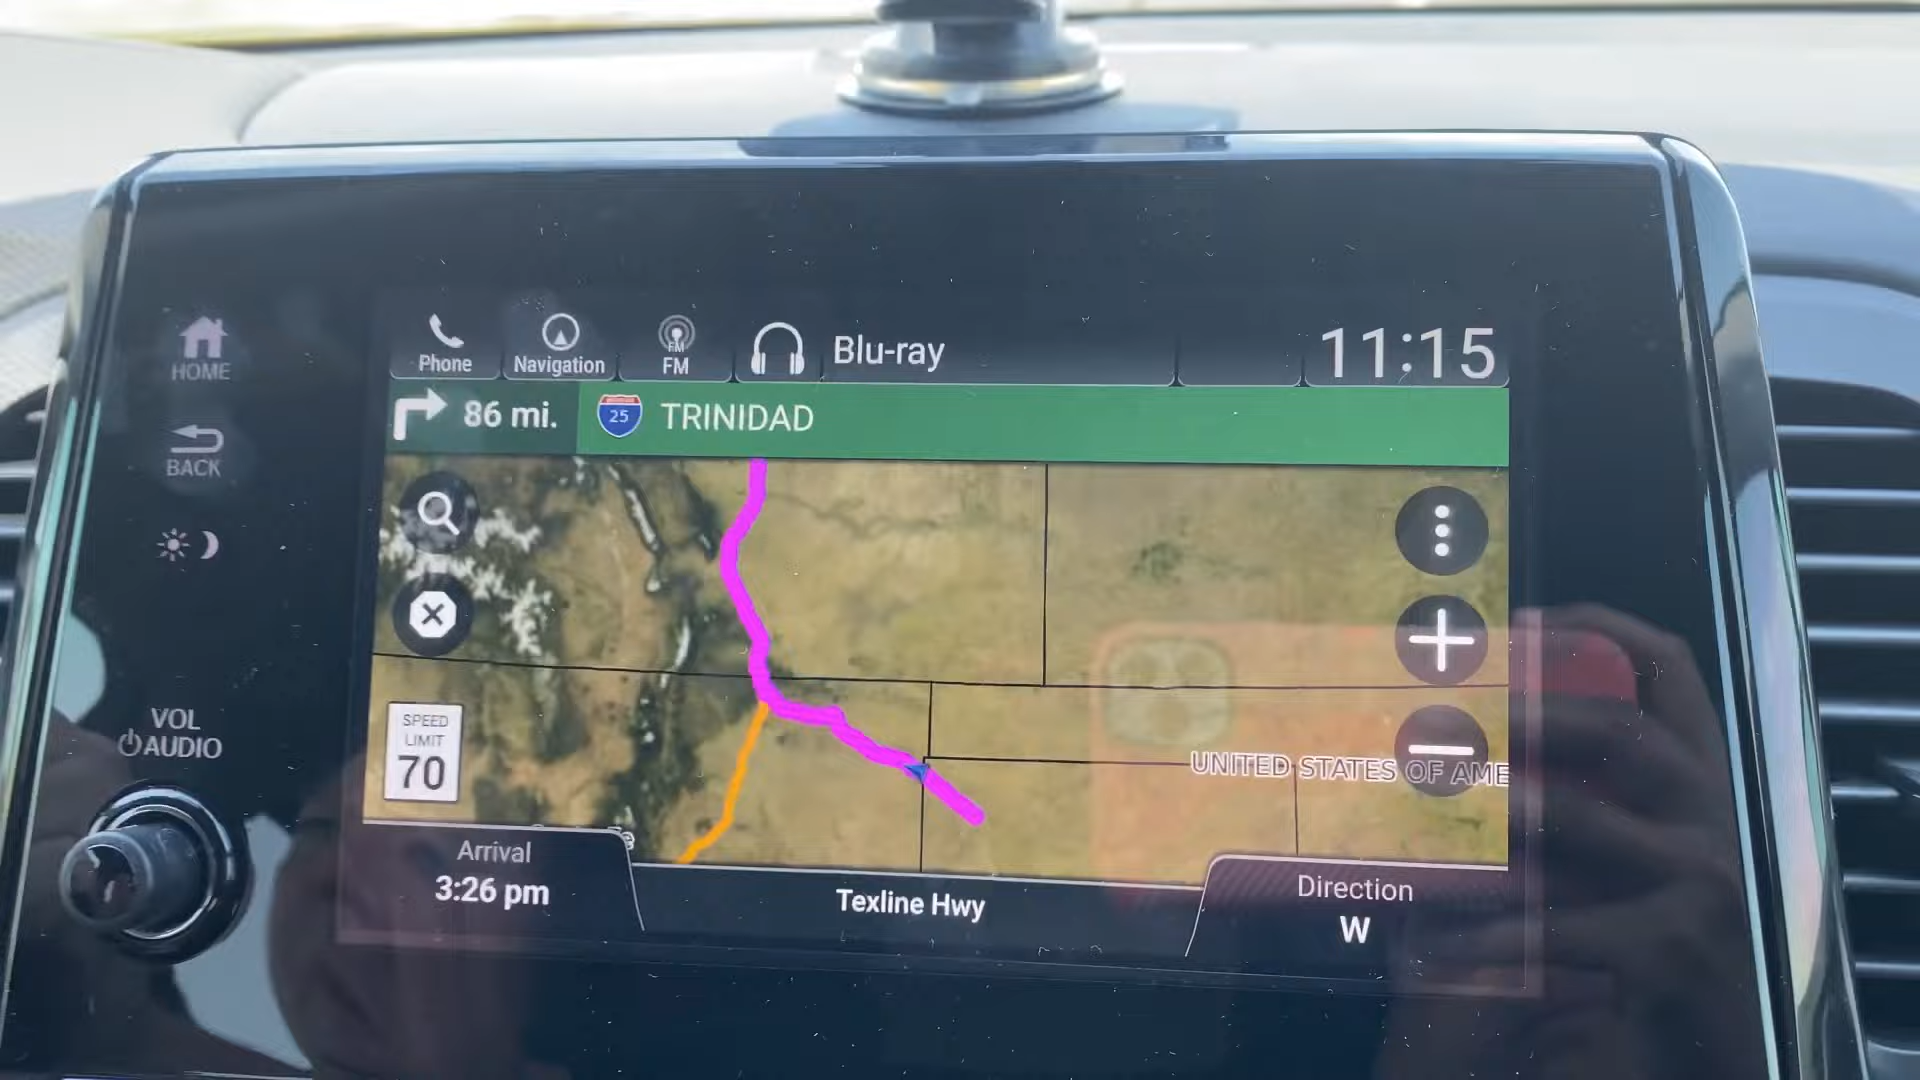 Phone
Navigation
FM
FM
Blu-ray
11:15
HOME
BACK
86 mi.
25
TRINIDAD
SPEED
LIMIT
70
UNITED STATES OF AME
VOL
AUDIO
Arrival
3:26 pm
Texline Hwy
Direction
W